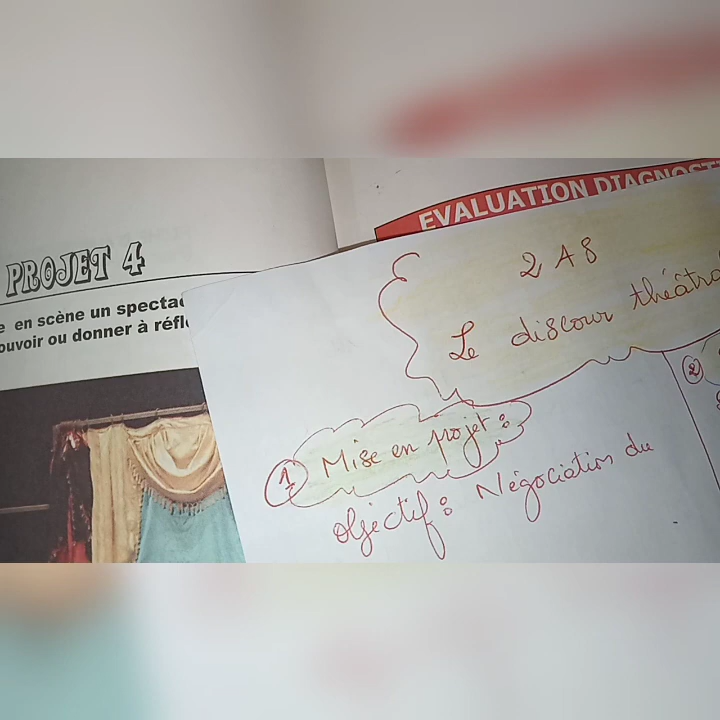 EVALUATION DIAGNOST
PROJET 4
e en scène un spectac
ouvoir ou donner à réfl
2 AS
Le discour théâtra
1 Mise en projet :
2
Objéctif : Négociation du